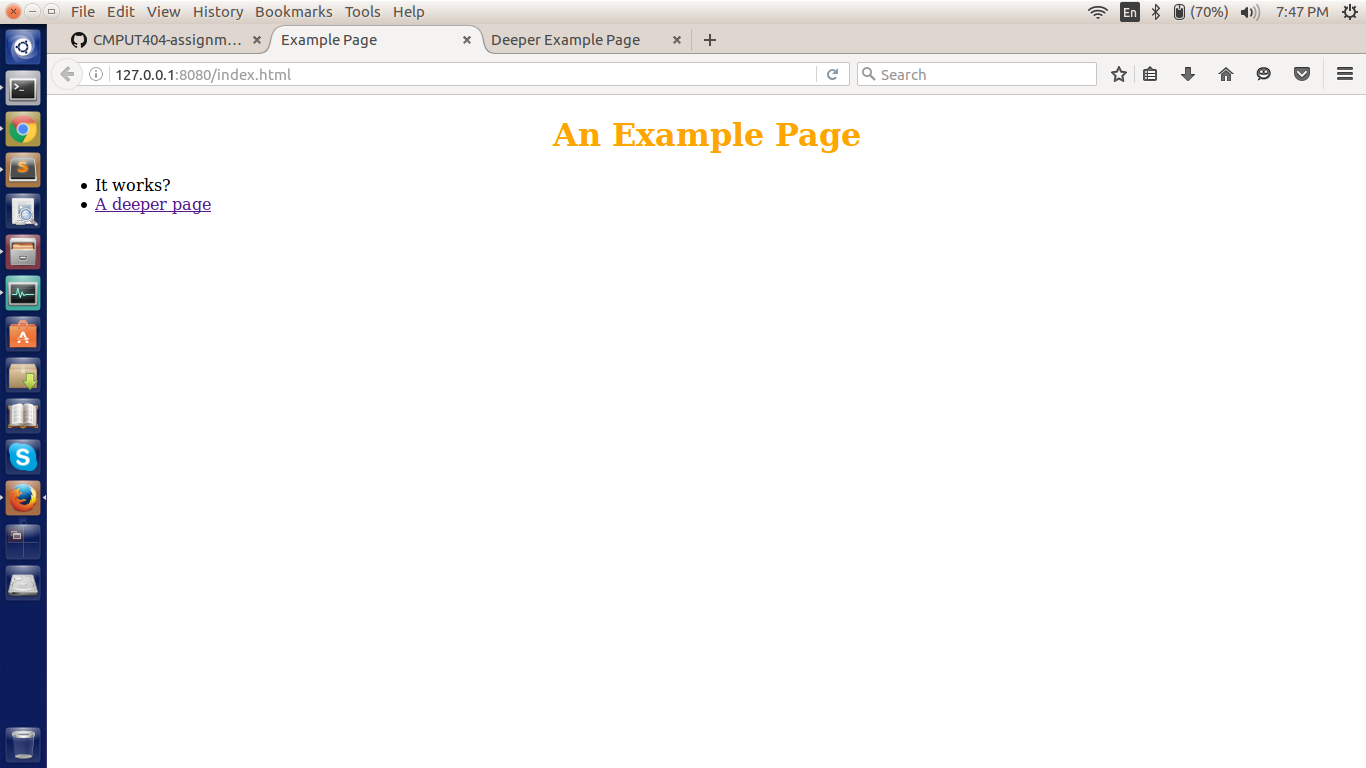 File Edit View History Bookmarks Tools Help
En (70%) 7:47 PM
CMPUT404-assignm... Example Page Deeper Example Page
127.0.0.1:8080/index.html Search
An Example Page
It works?
A deeper page